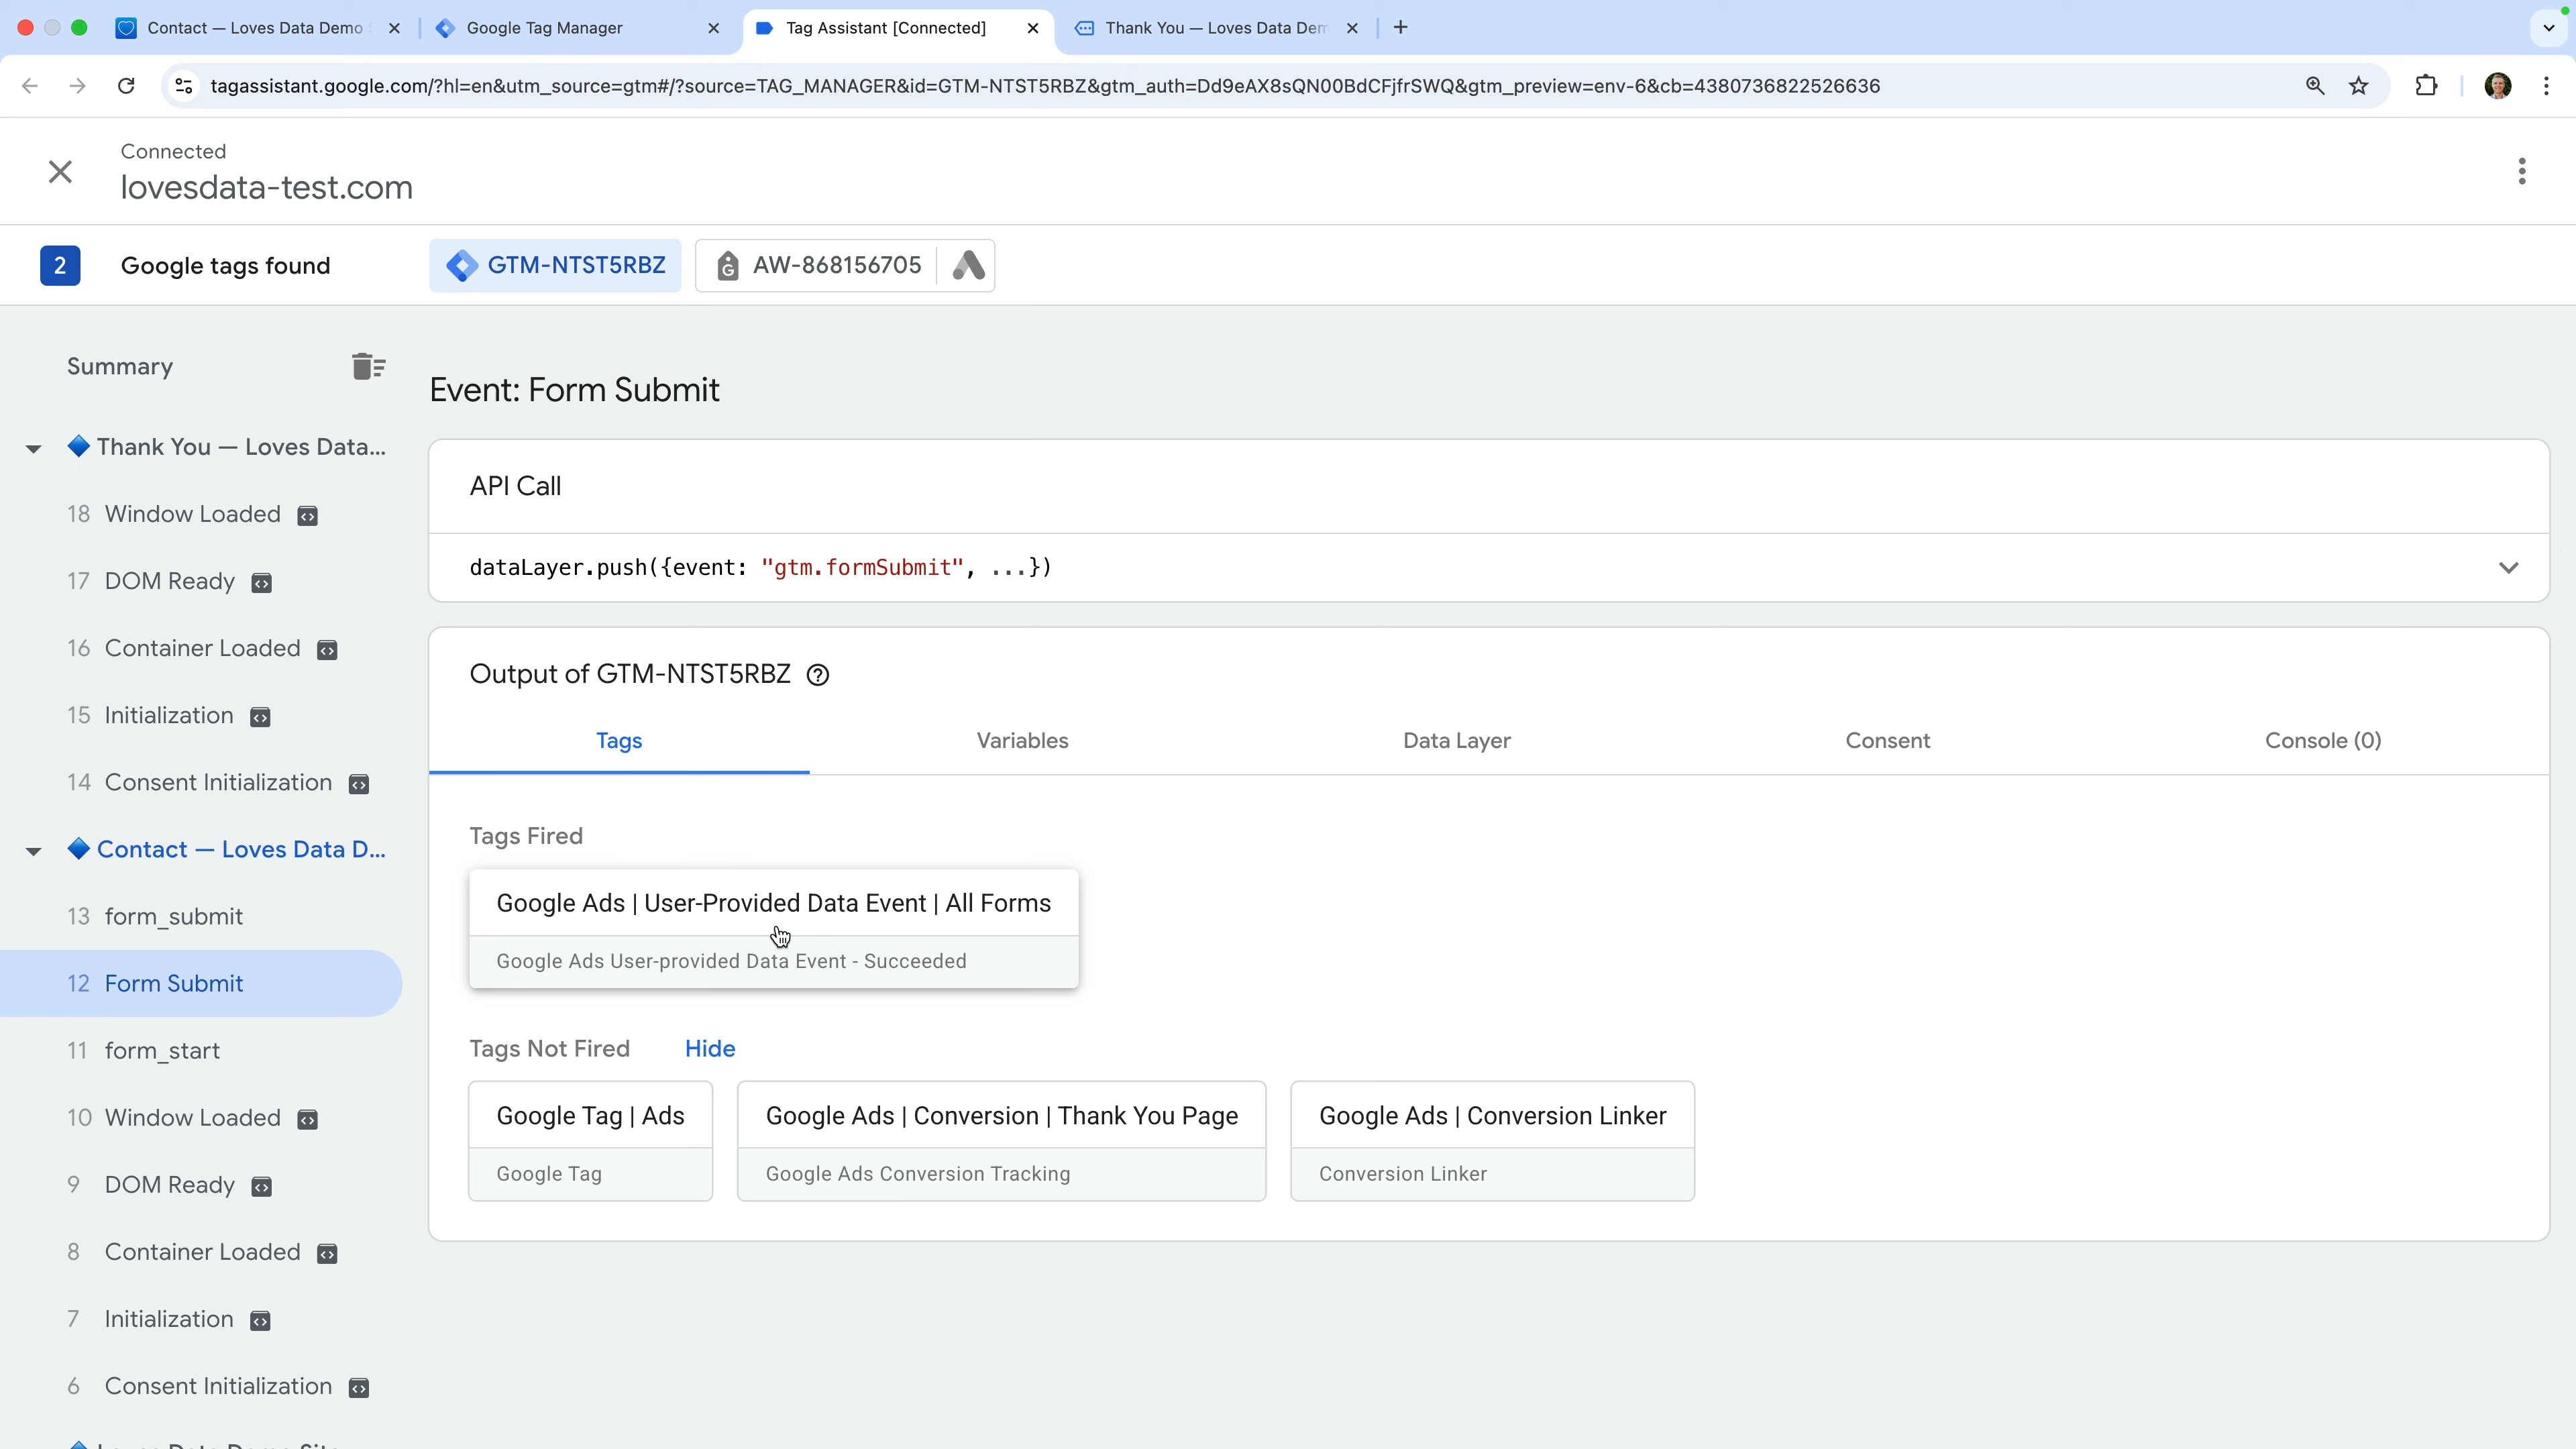 Contact — Loves Data Demo
Google Tag Manager
Tag Assistant [Connected]
Thank You — Loves Data Dem
tagassistant.google.com/?hl=en&utm_source=gtm#/?source=TAG_MANAGER&id=GTM-NTST5RBZ&gtm_auth=Dd9eAX8sQN00BdCFjfrSWQ&gtm_preview=env-6&cb=4380736822526636
Connected
lovesdata-test.com
2 Google tags found
GTM-NTST5RBZ
AW-868156705
Summary
Thank You — Loves Data...
18 Window Loaded
17 DOM Ready
16 Container Loaded
15 Initialization
14 Consent Initialization
Contact — Loves Data D...
13 form_submit
12 Form Submit
11 form_start
10 Window Loaded
9 DOM Ready
8 Container Loaded
7 Initialization
6 Consent Initialization
Event: Form Submit
API Call
dataLayer.push({event: "gtm.formSubmit", ...})
Output of GTM-NTST5RBZ
Tags Variables Data Layer Consent Console (0)
Tags Fired
Google Ads | User-Provided Data Event | All Forms
Google Ads User-provided Data Event - Succeeded
Tags Not Fired Hide
Google Tag | Ads
Google Tag
Google Ads | Conversion | Thank You Page
Google Ads Conversion Tracking
Google Ads | Conversion Linker
Conversion Linker